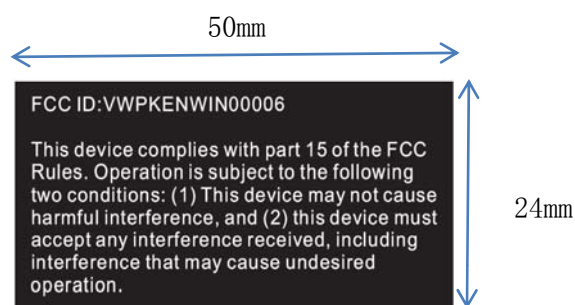 50mm
FCC ID:VWPKENWIN00006
This device complies with part 15 of the FCC
Rules. Operation is subject to the following
two conditions: (1) This device may not cause
harmful interference, and (2) this device must
accept any interference received, including
interference that may cause undesired
operation.
24mm